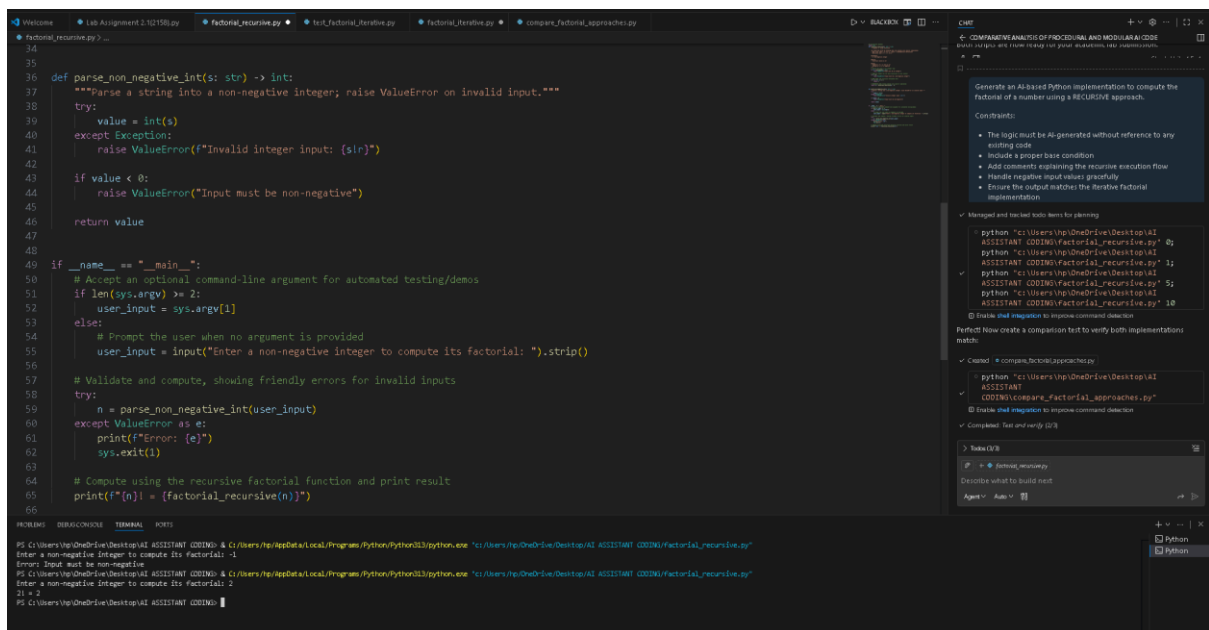 Welcome
Lab Assignment 2.1(2158).py
factorial_recursive.py
test_factorial_iterative.py
factorial_iterative.py
compare_factorial_approaches.py
BLACKBOX
factorial_recursive.py > ...
34
35
36 def parse_non_negative_int(s: str) -> int:
37 """Parse a string into a non-negative integer; raise ValueError on invalid input."""
38 try:
39 value = int(s)
40 except Exception:
41 raise ValueError(f"Invalid integer input: {s!r}")
42
43 if value < 0:
44 raise ValueError("Input must be non-negative")
45
46 return value
47
48
49 if __name__ == "__main__":
50 # Accept an optional command-line argument for automated testing/demos
51 if len(sys.argv) >= 2:
52 user_input = sys.argv[1]
53 else:
54 # Prompt the user when no argument is provided
55 user_input = input("Enter a non-negative integer to compute its factorial: ").strip()
56
57 # Validate and compute, showing friendly errors for invalid inputs
58 try:
59 n = parse_non_negative_int(user_input)
60 except ValueError as e:
61 print(f"Error: {e}")
62 sys.exit(1)
63
64 # Compute using the recursive factorial function and print result
65 print(f"{n}! = {factorial_recursive(n)}")
66
CHAT
COMPARATIVE ANALYSIS OF PROCEDURAL AND MODULAR AI CODE
Both scripts are now ready for your academic lab submission.
Generate an AI-based Python implementation to compute the
factorial of a number using a RECURSIVE approach.
Constraints:
• The logic must be AI-generated without reference to any
existing code
• Include a proper base condition
• Add comments explaining the recursive execution flow
• Handle negative input values gracefully
• Ensure the output matches the iterative factorial
implementation
Managed and tracked todo items for planning
python "c:\Users\hp\OneDrive\Desktop\AI
ASSISTANT CODING\factorial_recursive.py" 0;
python "c:\Users\hp\OneDrive\Desktop\AI
ASSISTANT CODING\factorial_recursive.py" 1;
python "c:\Users\hp\OneDrive\Desktop\AI
ASSISTANT CODING\factorial_recursive.py" 5;
python "c:\Users\hp\OneDrive\Desktop\AI
ASSISTANT CODING\factorial_recursive.py" 10
Enable shell integration to improve command detection
Perfect! Now create a comparison test to verify both implementations
match:
Created compare_factorial_approaches.py
python "c:\Users\hp\OneDrive\Desktop\AI
ASSISTANT
CODING\compare_factorial_approaches.py"
Enable shell integration to improve command detection
Completed: Test and verify (3/3)
Todos (3/3)
factorial_recursive.py
Describe what to build next
Agent Auto
PROBLEMS DEBUG CONSOLE TERMINAL PORTS
PS C:\Users\hp\OneDrive\Desktop\AI ASSISTANT CODING> & C:/Users/hp/AppData/Local/Programs/Python/Python313/python.exe "c:/Users/hp/OneDrive/Desktop/AI ASSISTANT CODING/factorial_recursive.py"
Enter a non-negative integer to compute its factorial: -1
Error: Input must be non-negative
PS C:\Users\hp\OneDrive\Desktop\AI ASSISTANT CODING> & C:/Users/hp/AppData/Local/Programs/Python/Python313/python.exe "c:/Users/hp/OneDrive/Desktop/AI ASSISTANT CODING/factorial_recursive.py"
Enter a non-negative integer to compute its factorial: 2
2! = 2
PS C:\Users\hp\OneDrive\Desktop\AI ASSISTANT CODING>
Python
Python